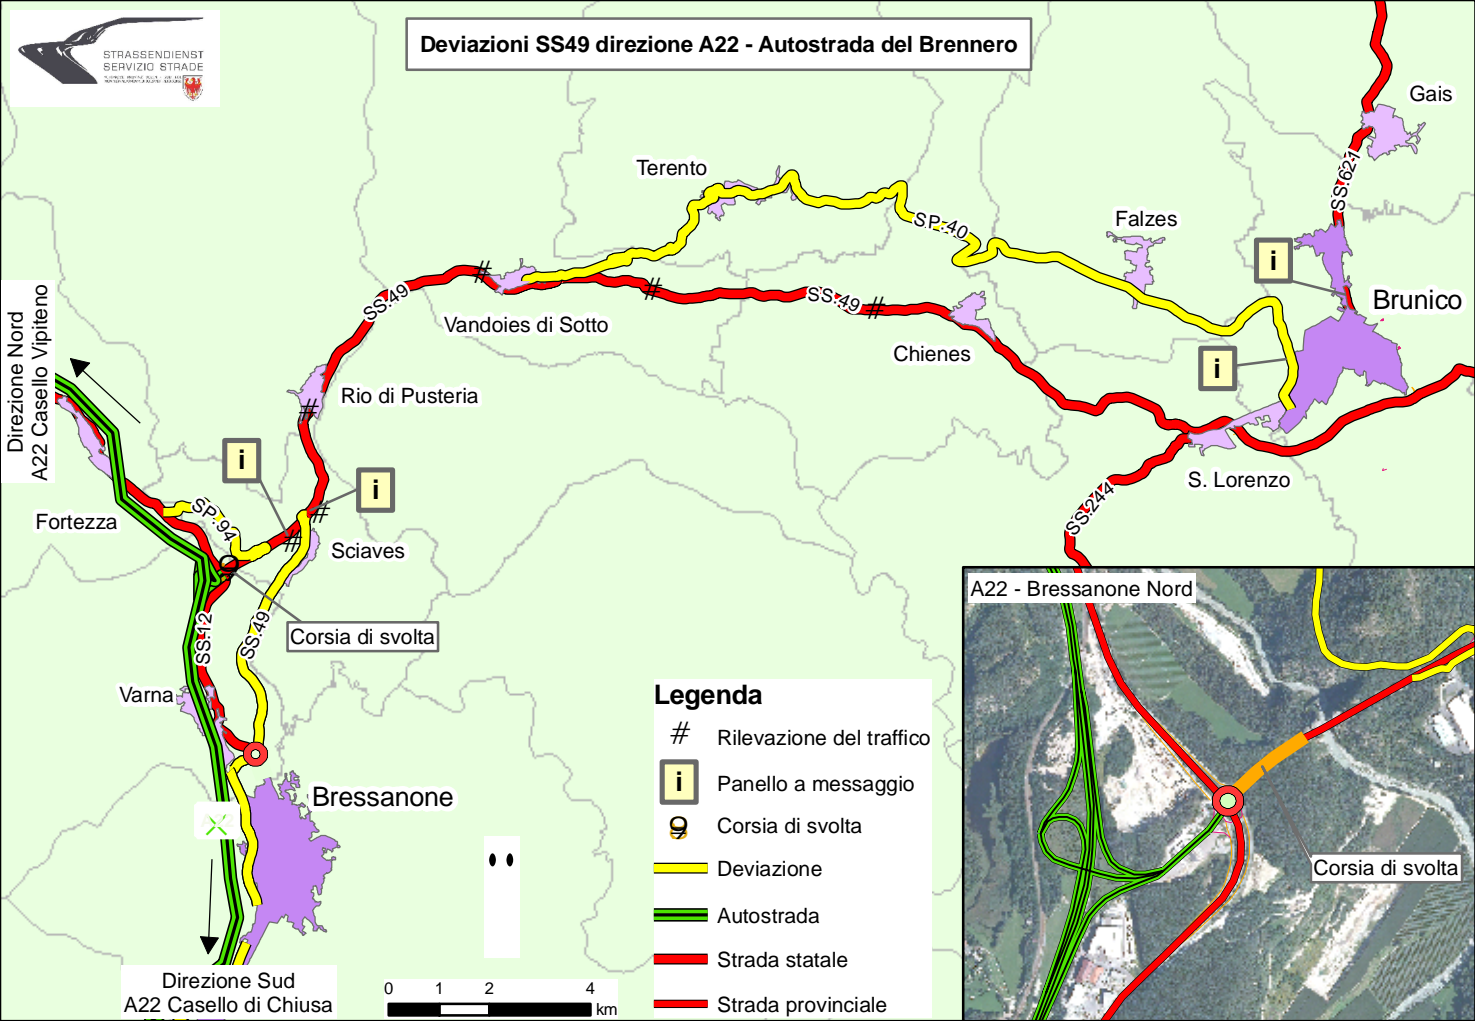 STRASSENDIENST
SERVIZIO STRADE
Deviazioni SS49 direzione A22 - Autostrada del Brennero
Gais
SS.621
Terento
SP.40
Falzes
i
Brunico
Direzione Nord
A22 Casello Vipiteno
SS.49
Vandoies di Sotto
SS.49
Chienes
i
Rio di Pusteria
i
i
S. Lorenzo
SS.244
Fortezza
SP.94
Sciaves
SS.12
SS.49
Corsia di svolta
Varna
Bressanone
Direzione Sud
A22 Casello di Chiusa
Legenda
# Rilevazione del traffico
i Panello a messaggio
9 Corsia di svolta
Deviazione
Autostrada
Strada statale
Strada provinciale
0 1 2 4
km
A22 - Bressanone Nord
Corsia di svolta